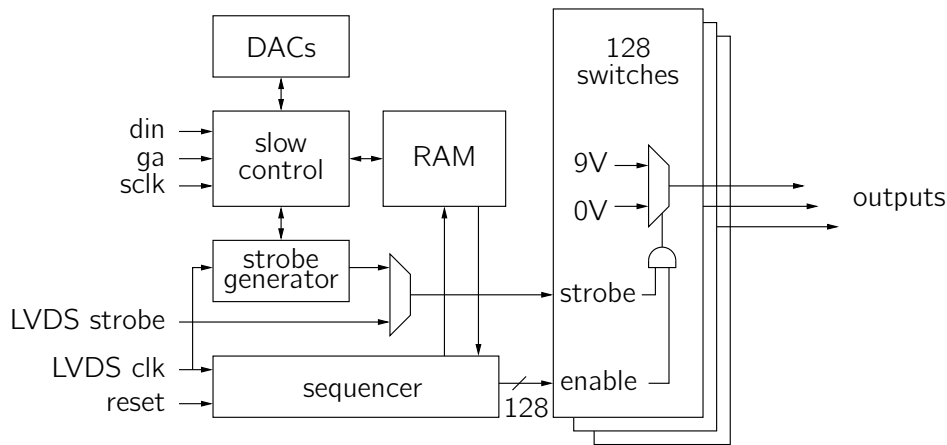 DACs
128
switches
din
ga
sclk
slow
control
RAM
9V
0V
outputs
strobe
generator
LVDS strobe
strobe
LVDS clk
reset
sequencer
128
enable